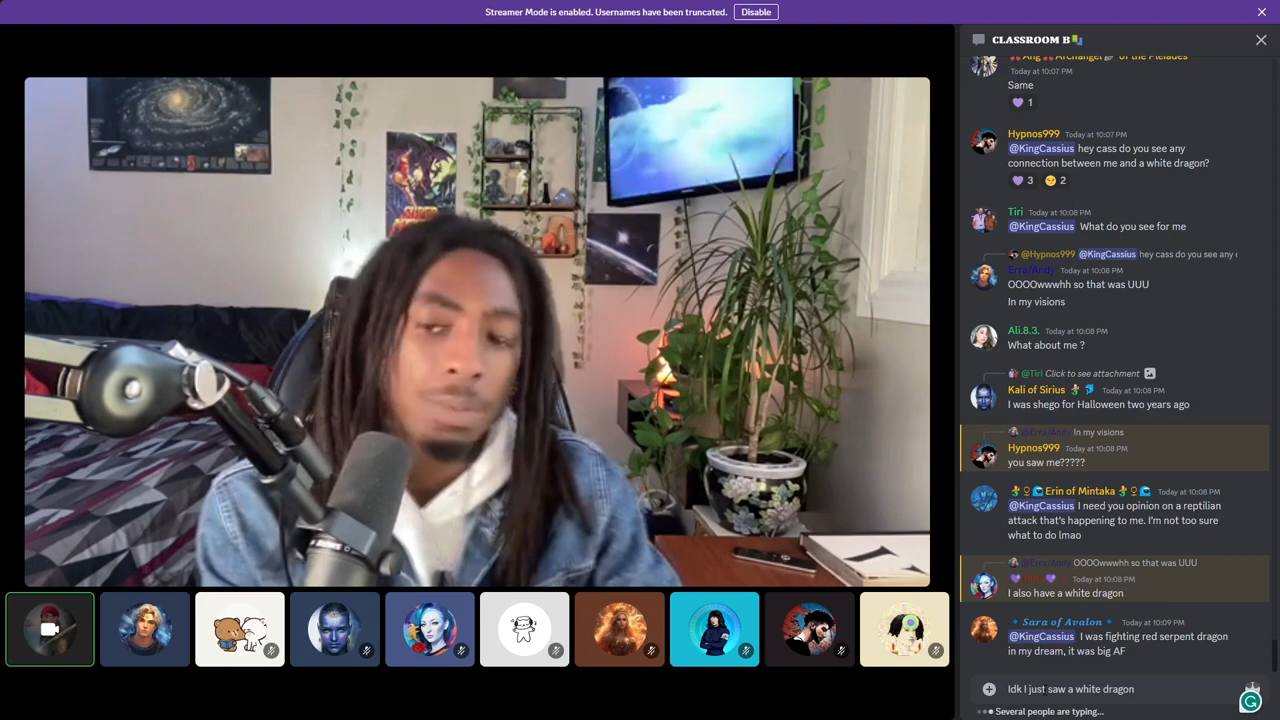 Streamer Mode is enabled. Usernames have been truncated.
Disable
CLASSROOM B
Ang Archangel of the Pleiades
Today at 10:07 PM
Same
1
Hypnos999 Today at 10:07 PM
@KingCassius hey cass do you see any
connection between me and a white dragon?
3 2
Tiri Today at 10:08 PM
@KingCassius What do you see for me
@Hypnos999 @KingCassius hey cass do you see any
Erra/Andy Today at 10:08 PM
OOOOwwwhh so that was UUU
In my visions
Ali.8.3. Today at 10:08 PM
What about me ?
@Tiri Click to see attachment
Kali of Sirius Today at 10:08 PM
I was shego for Halloween two years ago
@Erra/Andy In my visions
Hypnos999 Today at 10:08 PM
you saw me?????
Erin of Mintaka Today at 10:08 PM
@KingCassius I need you opinion on a reptilian
attack that's happening to me. I'm not too sure
what to do lmao
@Erra/Andy OOOOwwwhh so that was UUU
Today at 10:08 PM
I also have a white dragon
Sara of Avalon Today at 10:09 PM
@KingCassius I was fighting red serpent dragon
in my dream, it was big AF
Idk I just saw a white dragon
Several people are typing...
SUPER